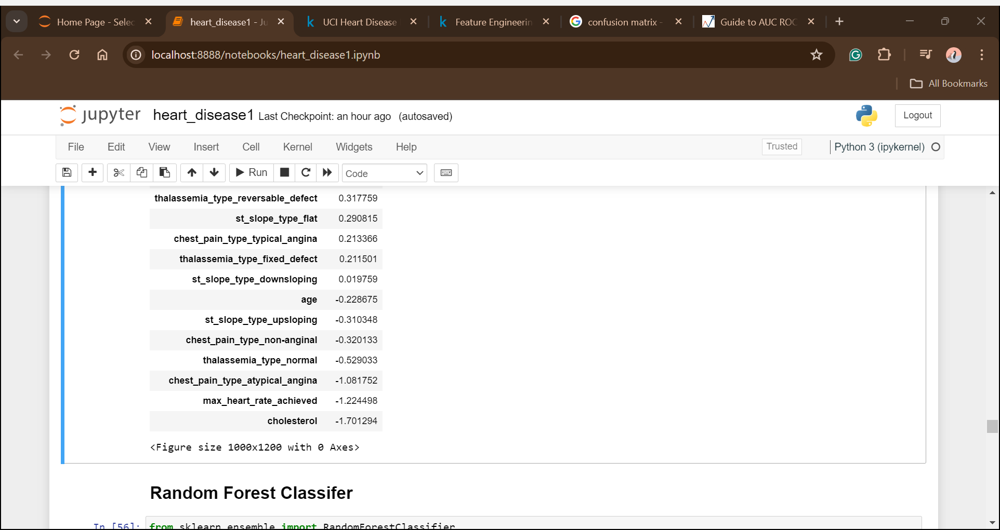 Home Page - Selec
heart_disease1 - Ju
UCI Heart Disease
Feature Engineerin
confusion matrix -
Guide to AUC ROC
localhost:8888/notebooks/heart_disease1.ipynb
All Bookmarks
jupyter heart_disease1 Last Checkpoint: an hour ago (autosaved)
Logout
File Edit View Insert Cell Kernel Widgets Help Trusted Python 3 (ipykernel)
Run Code
thalassemia_type_reversable_defect 0.317759
st_slope_type_flat 0.290815
chest_pain_type_typical_angina 0.213366
thalassemia_type_fixed_defect 0.211501
st_slope_type_downsloping 0.019759
age -0.228675
st_slope_type_upsloping -0.310348
chest_pain_type_non-anginal -0.320133
thalassemia_type_normal -0.529033
chest_pain_type_atypical_angina -1.081752
max_heart_rate_achieved -1.224498
cholesterol -1.701294
<Figure size 1000x1200 with 0 Axes>
Random Forest Classifer
In [56]: from sklearn.ensemble import RandomForestClassifier